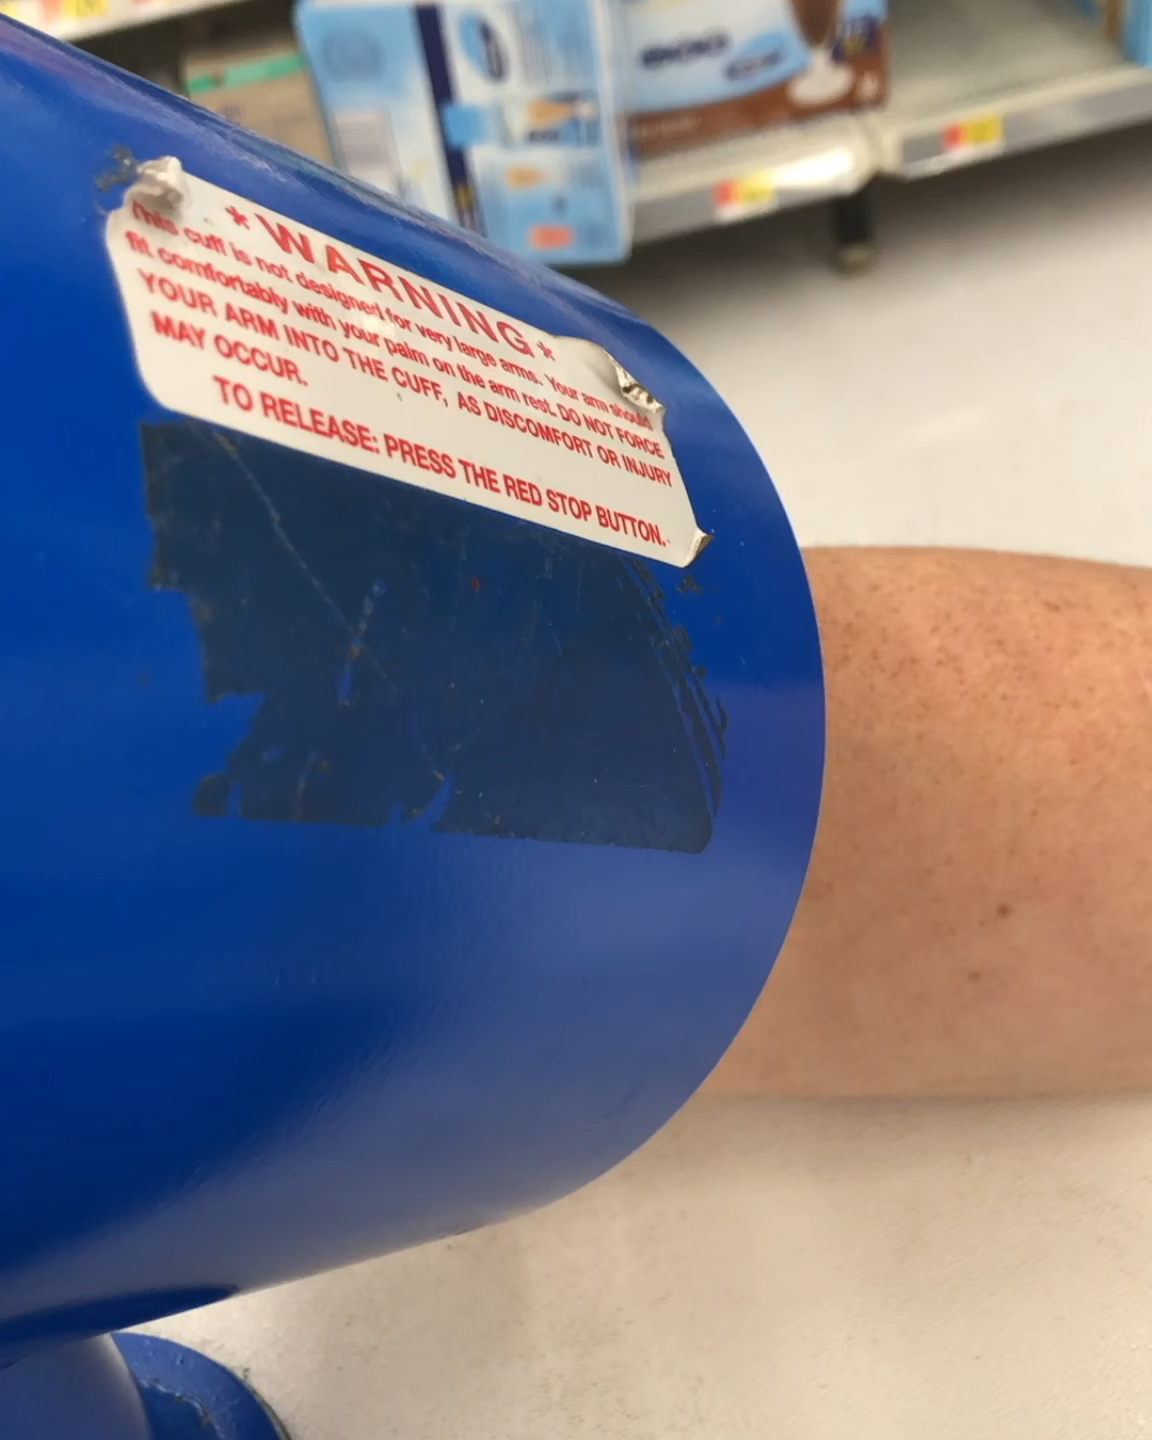 * WARNING *
This cuff is not designed for very large arms. Your arm should
fit comfortably with your palm on the arm rest. DO NOT FORCE
YOUR ARM INTO THE CUFF, AS DISCOMFORT OR INJURY
MAY OCCUR.
TO RELEASE: PRESS THE RED STOP BUTTON.